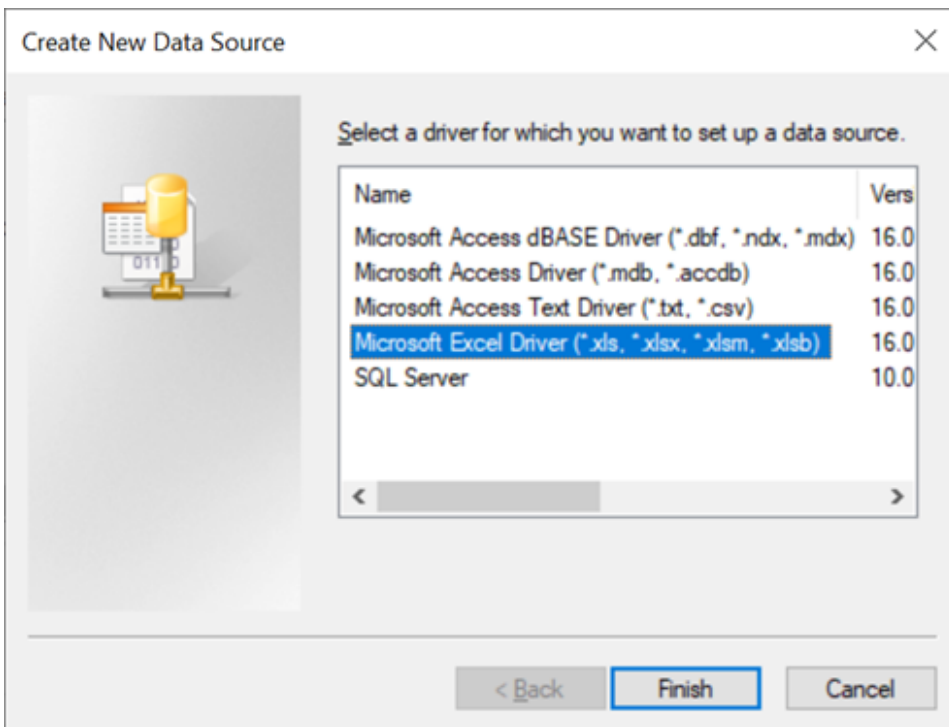 Create New Data Source
Select a driver for which you want to set up a data source.
Name Vers
Microsoft Access dBASE Driver (*.dbf, *.ndx, *.mdx) 16.0
Microsoft Access Driver (*.mdb, *.accdb) 16.0
Microsoft Access Text Driver (*.txt, *.csv) 16.0
Microsoft Excel Driver (*.xls, *.xlsx, *.xlsm, *.xlsb) 16.0
SQL Server 10.0
< Back Finish Cancel